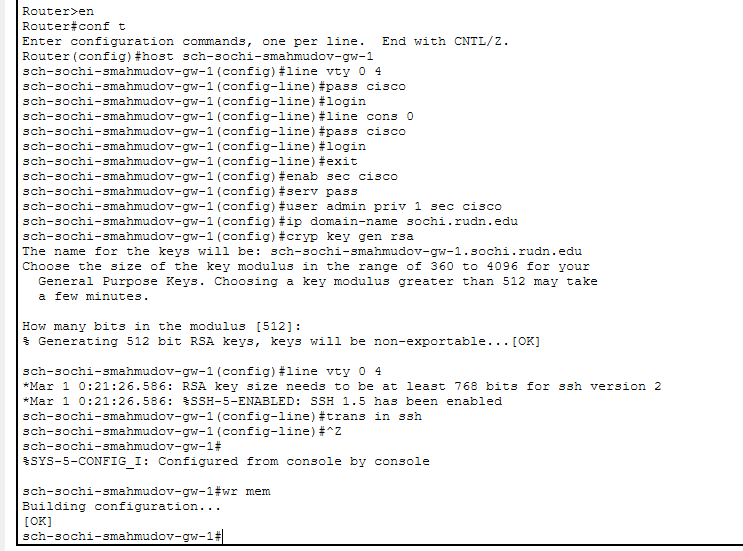 Router>en
Router#conf t
Enter configuration commands, one per line.  End with CNTL/Z.
Router(config)#host sch-sochi-smahmudov-gw-1
sch-sochi-smahmudov-gw-1(config)#line vty 0 4
sch-sochi-smahmudov-gw-1(config-line)#pass cisco
sch-sochi-smahmudov-gw-1(config-line)#login
sch-sochi-smahmudov-gw-1(config-line)#line cons 0
sch-sochi-smahmudov-gw-1(config-line)#pass cisco
sch-sochi-smahmudov-gw-1(config-line)#login
sch-sochi-smahmudov-gw-1(config-line)#exit
sch-sochi-smahmudov-gw-1(config)#enab sec cisco
sch-sochi-smahmudov-gw-1(config)#serv pass
sch-sochi-smahmudov-gw-1(config)#user admin priv 1 sec cisco
sch-sochi-smahmudov-gw-1(config)#ip domain-name sochi.rudn.edu
sch-sochi-smahmudov-gw-1(config)#cryp key gen rsa
The name for the keys will be: sch-sochi-smahmudov-gw-1.sochi.rudn.edu
Choose the size of the key modulus in the range of 360 to 4096 for your
  General Purpose Keys. Choosing a key modulus greater than 512 may take
  a few minutes.
How many bits in the modulus [512]:
% Generating 512 bit RSA keys, keys will be non-exportable...[OK]
sch-sochi-smahmudov-gw-1(config)#line vty 0 4
*Mar 1 0:21:26.586: RSA key size needs to be at least 768 bits for ssh version 2
*Mar 1 0:21:26.586: %SSH-5-ENABLED: SSH 1.5 has been enabled
sch-sochi-smahmudov-gw-1(config-line)#trans in ssh
sch-sochi-smahmudov-gw-1(config-line)#^Z
sch-sochi-smahmudov-gw-1#
%SYS-5-CONFIG_I: Configured from console by console
sch-sochi-smahmudov-gw-1#wr mem
Building configuration...
[OK]
sch-sochi-smahmudov-gw-1#